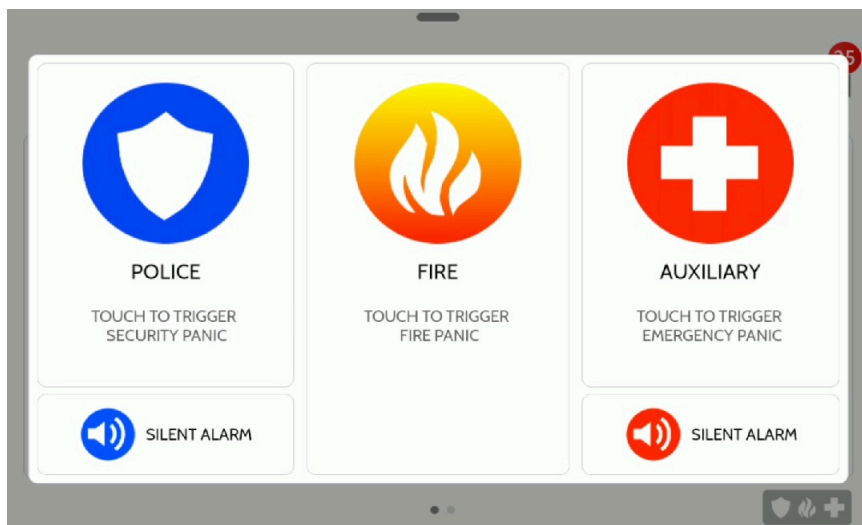 25
POLICE
TOUCH TO TRIGGER
SECURITY PANIC
SILENT ALARM
FIRE
TOUCH TO TRIGGER
FIRE PANIC
AUXILIARY
TOUCH TO TRIGGER
EMERGENCY PANIC
SILENT ALARM